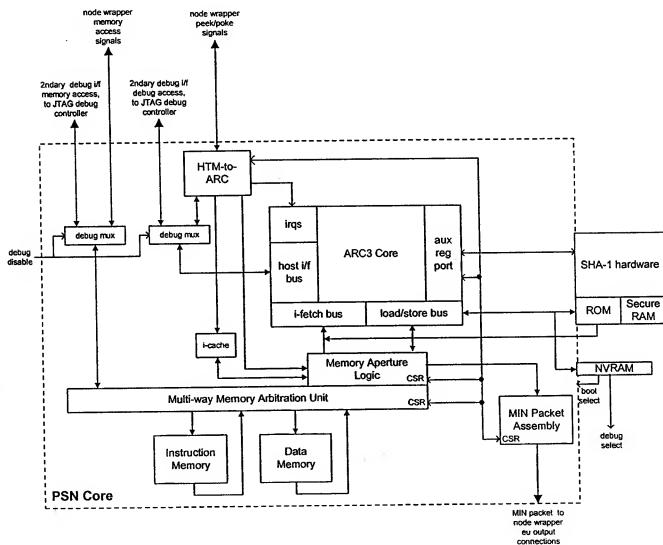 node wrapper
memory
access
signals
node wrapper
peek/poke
signals
2ndary debug i/f
memory access,
to JTAG debug
controller
2ndary debug i/f
debug access,
to JTAG debug
controller
HTM-to-
ARC
debug mux
debug mux
debug
disable
irqs
host i/f
bus
ARC3 Core
aux
reg
port
i-fetch bus
load/store bus
SHA-1 hardware
ROM
Secure
RAM
i-cache
Memory Aperture
Logic
CSR
Multi-way Memory Arbitration Unit
CSR
NVRAM
boot
select
debug
select
MIN Packet
Assembly
CSR
Instruction
Memory
Data
Memory
PSN Core
MIN packet to
node wrapper
eu output
connections